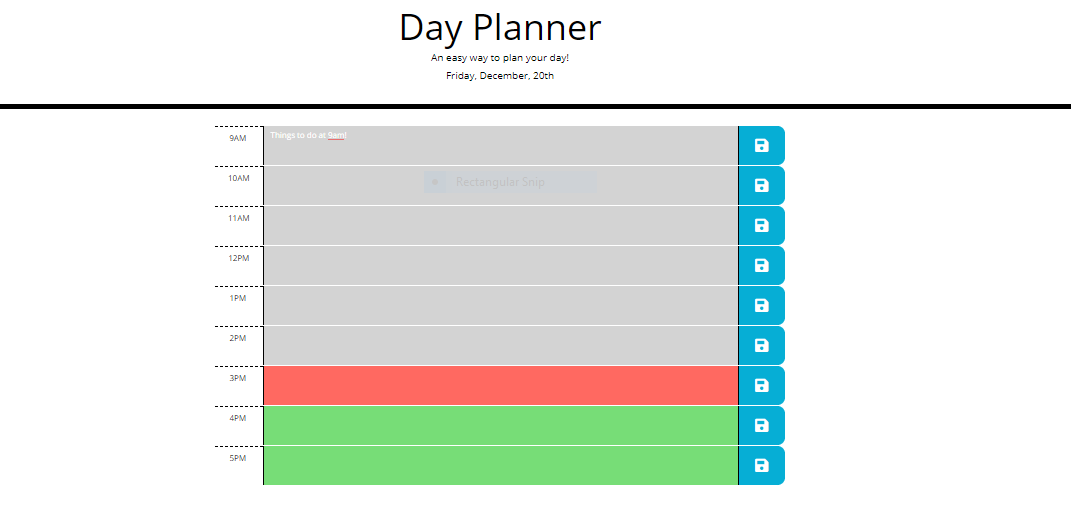 Day Planner
An easy way to plan your day!
Friday, December, 20th
9AM
Things to do at 9am!
10AM
Rectangular Snip
11AM
12PM
1PM
2PM
3PM
4PM
5PM